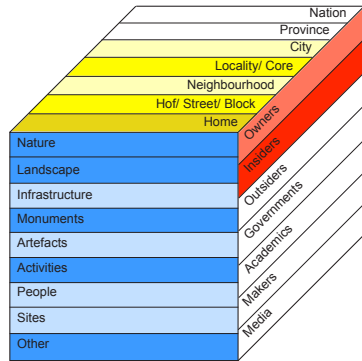 Nation
Province
City
Locality/ Core
Neighbourhood
Hof/ Street/ Block
Home
Owners
Insiders
Outsiders
Governments
Academics
Makers
Media
Nature
Landscape
Infrastructure
Monuments
Artefacts
Activities
People
Sites
Other